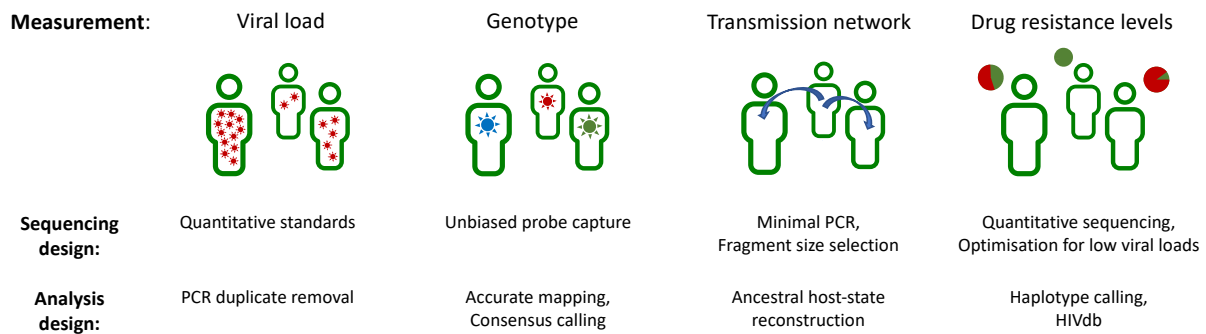 Measurement: Viral load Genotype Transmission network Drug resistance levels
Sequencing design: Quantitative standards Unbiased probe capture Minimal PCR, Fragment size selection Quantitative sequencing, Optimisation for low viral loads
Analysis design: PCR duplicate removal Accurate mapping, Consensus calling Ancestral host-state reconstruction Haplotype calling, HIVdb